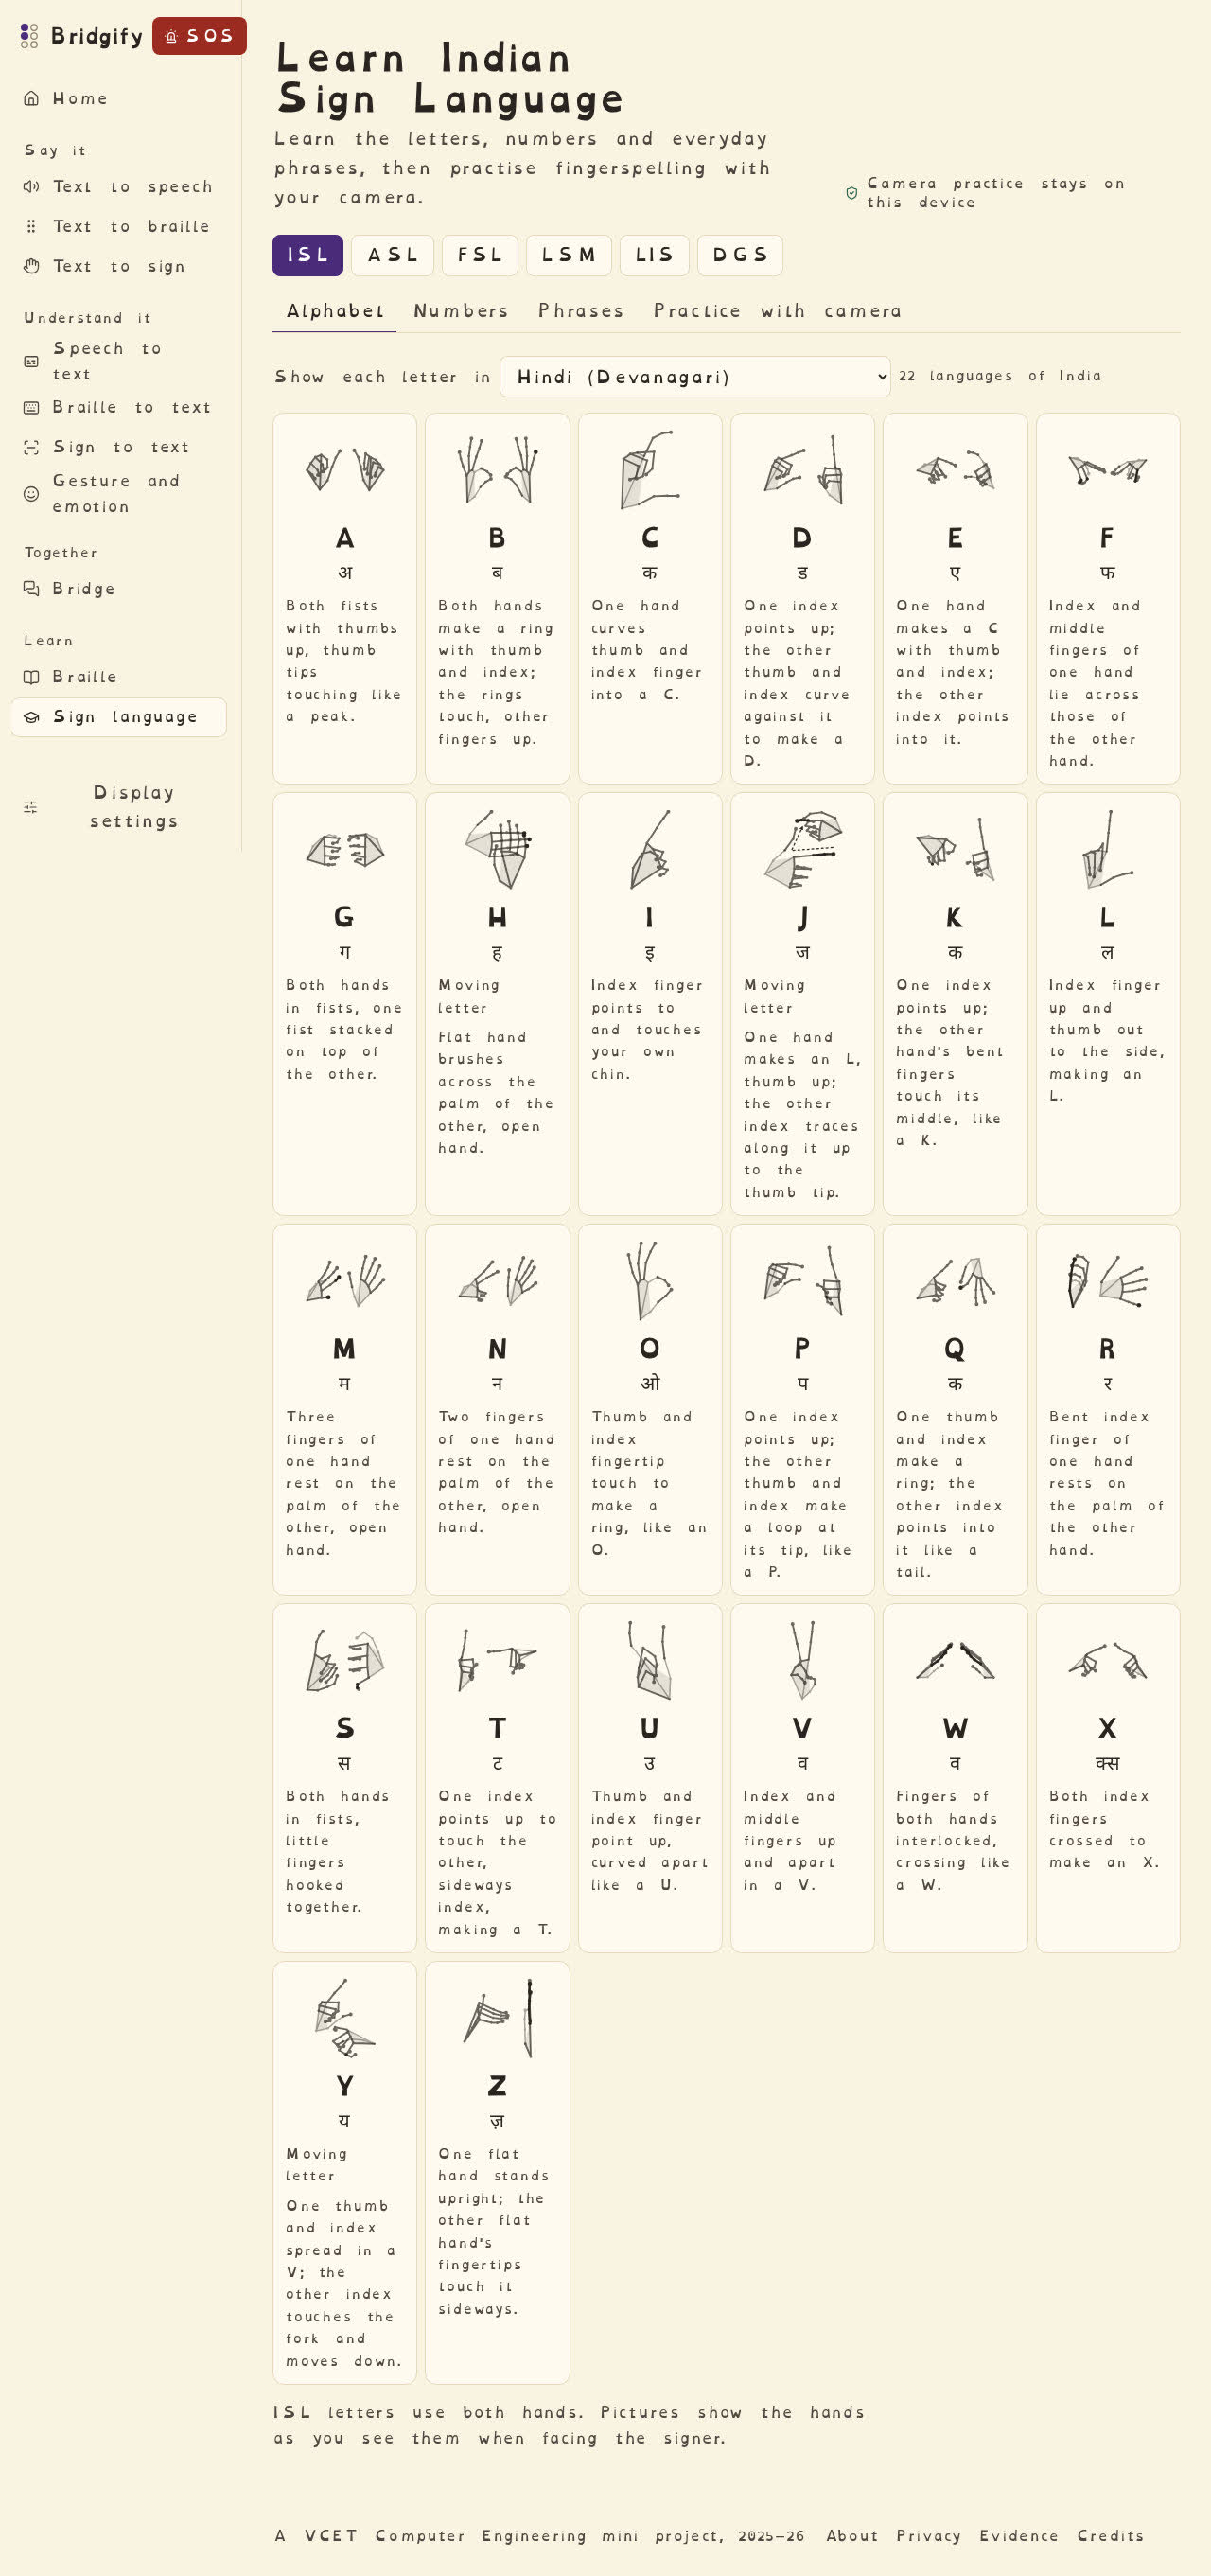 Bridgify
SOS
Home
Say it
Text to speech
Text to braille
Text to sign
Understand it
Speech to
text
Braille to text
Sign to text
Gesture and
emotion
Together
Bridge
Learn
Braille
Sign language
Display
settings
Learn Indian
Sign Language
Learn the letters, numbers and everyday
phrases, then practise fingerspelling with
your camera.
Camera practice stays on
this device
ISL ASL FSL LSM LIS DGS
Alphabet Numbers Phrases Practice with camera
Show each letter in Hindi (Devanagari) 22 languages of India
A
अ
Both fists
with thumbs
up, thumb
tips
touching like
a peak.
B
ब
Both hands
make a ring
with thumb
and index;
the rings
touch, other
fingers up.
C
क
One hand
curves
thumb and
index finger
into a C.
D
ड
One index
points up;
the other
thumb and
index curve
against it
to make a
D.
E
ए
One hand
makes a C
with thumb
and index;
the other
index points
into it.
F
फ
Index and
middle
fingers of
one hand
lie across
those of
the other
hand.
G
ग
Both hands
in fists, one
fist stacked
on top of
the other.
H
ह
Moving
letter
Flat hand
brushes
across the
palm of the
other, open
hand.
I
इ
Index finger
points to
and touches
your own
chin.
J
ज
Moving
letter
One hand
makes an L,
thumb up;
the other
index traces
along it up
to the
thumb tip.
K
क
One index
points up;
the other
hand's bent
fingers
touch its
middle, like
a K.
L
ल
Index finger
up and
thumb out
to the side,
making an
L.
M
म
Three
fingers of
one hand
rest on the
palm of the
other, open
hand.
N
न
Two fingers
of one hand
rest on the
palm of the
other, open
hand.
O
ओ
Thumb and
index
fingertip
touch to
make a
ring, like an
O.
P
प
One index
points up;
the other
thumb and
index make
a loop at
its tip, like
a P.
Q
क
One thumb
and index
make a
ring; the
other index
points into
it like a
tail.
R
र
Bent index
finger of
one hand
rests on
the palm of
the other
hand.
S
स
Both hands
in fists,
little
fingers
hooked
together.
T
ट
One index
points up to
touch the
other,
sideways
index,
making a T.
U
उ
Thumb and
index finger
point up,
curved apart
like a U.
V
व
Index and
middle
fingers up
and apart
in a V.
W
व
Fingers of
both hands
interlocked,
crossing like
a W.
X
क्स
Both index
fingers
crossed to
make an X.
Y
य
Moving
letter
One thumb
and index
spread in a
V; the
other index
touches the
fork and
moves down.
Z
ज़
One flat
hand stands
upright; the
other flat
hand's
fingertips
touch it
sideways.
ISL letters use both hands. Pictures show the hands
as you see them when facing the signer.
A VCET Computer Engineering mini project, 2025–26 About Privacy Evidence Credits